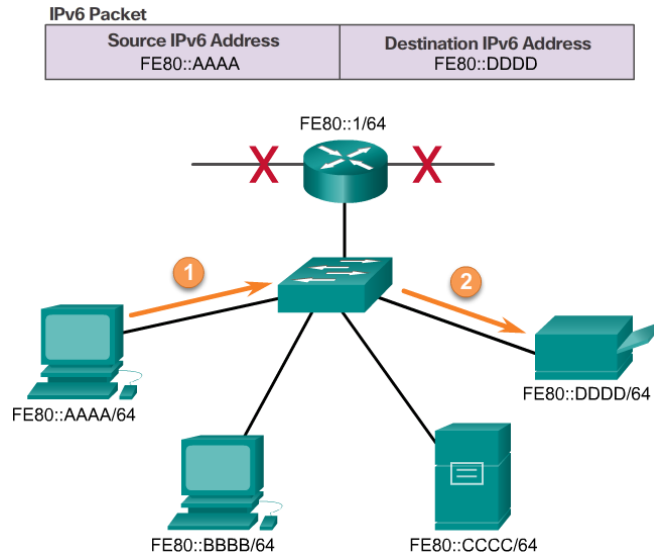 IPv6 Packet
Source IPv6 Address
FE80::AAAA
Destination IPv6 Address
FE80::DDDD
FE80::1/64
X
X
1
2
FE80::AAAA/64
FE80::DDDD/64
FE80::BBBB/64
FE80::CCCC/64